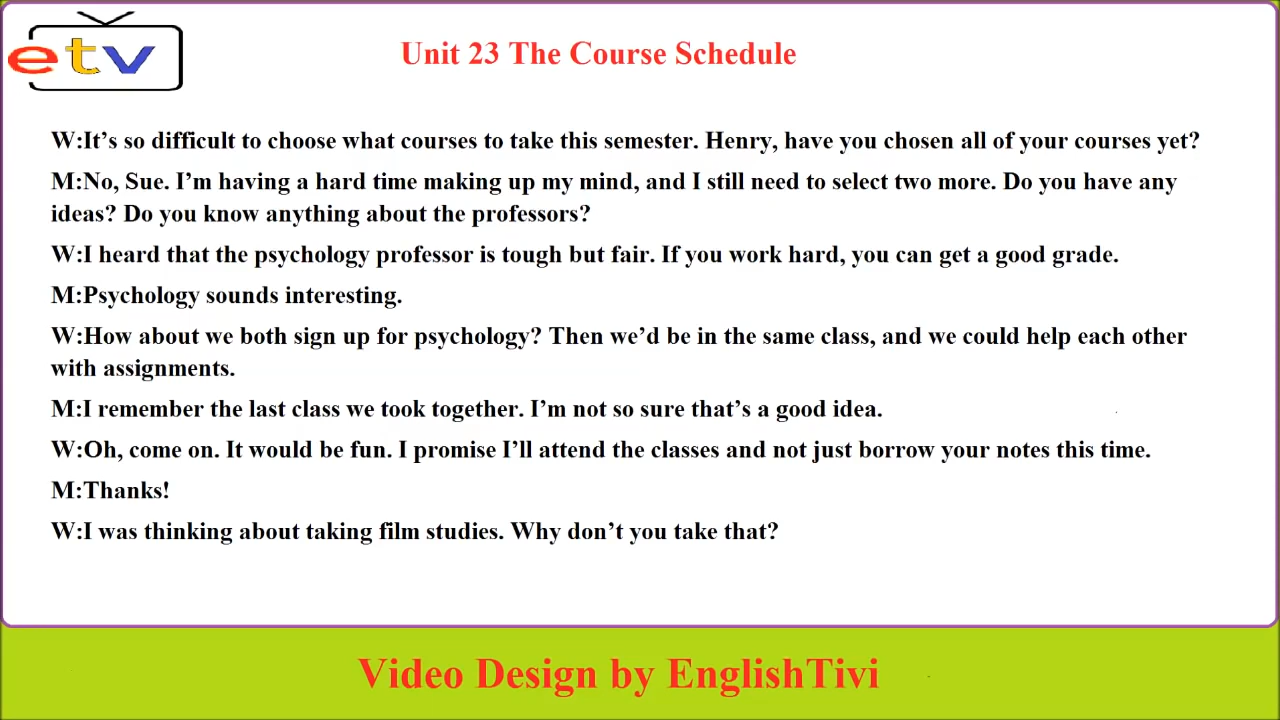 etv
Unit 23 The Course Schedule
W:It’s so difficult to choose what courses to take this semester. Henry, have you chosen all of your courses yet?
M:No, Sue. I’m having a hard time making up my mind, and I still need to select two more. Do you have any
ideas? Do you know anything about the professors?
W:I heard that the psychology professor is tough but fair. If you work hard, you can get a good grade.
M:Psychology sounds interesting.
W:How about we both sign up for psychology? Then we’d be in the same class, and we could help each other
with assignments.
M:I remember the last class we took together. I’m not so sure that’s a good idea.
W:Oh, come on. It would be fun. I promise I’ll attend the classes and not just borrow your notes this time.
M:Thanks!
W:I was thinking about taking film studies. Why don’t you take that?
Video Design by EnglishTivi